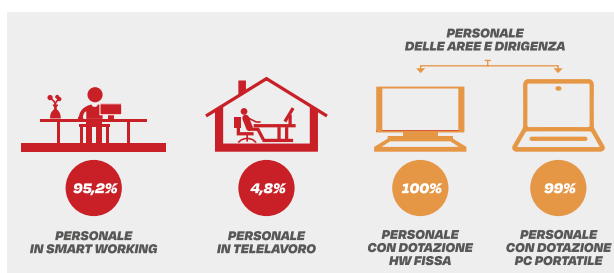 PERSONALE
DELLE AREE E DIRIGENZA
95,2%
4,8%
100%
99%
PERSONALE
IN SMART WORKING
PERSONALE
IN TELELAVORO
PERSONALE
CON DOTAZIONE
HW FISSA
PERSONALE
CON DOTAZIONE
PC PORTATILE